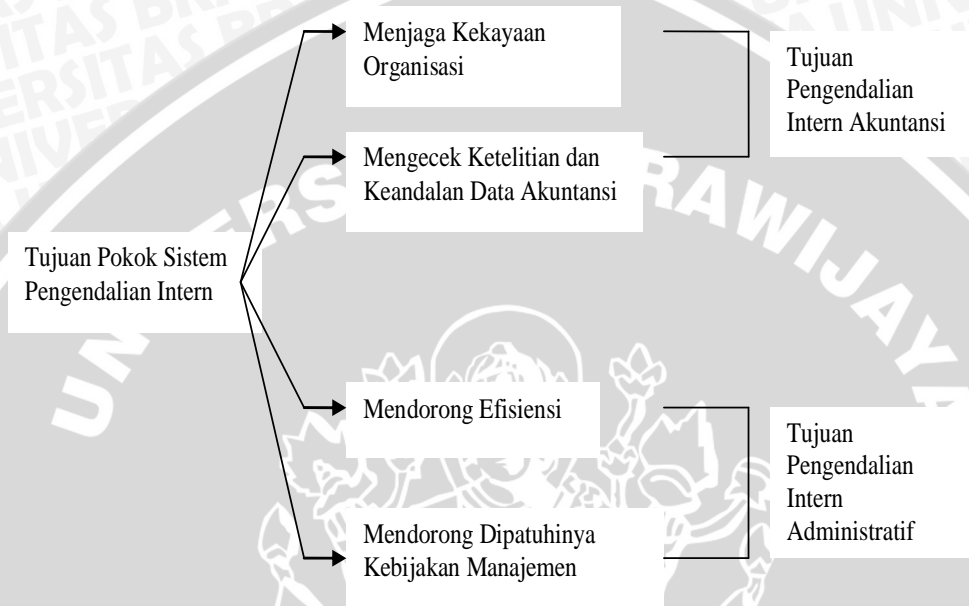 Menjaga Kekayaan
Organisasi
Tujuan
Pengendalian
Intern Akuntansi
Mengecek Ketelitian dan
Keandalan Data Akuntansi
Tujuan Pokok Sistem
Pengendalian Intern
Mendorong Efisiensi
Tujuan
Pengendalian
Intern
Administratif
Mendorong Dipatuhinya
Kebijakan Manajemen